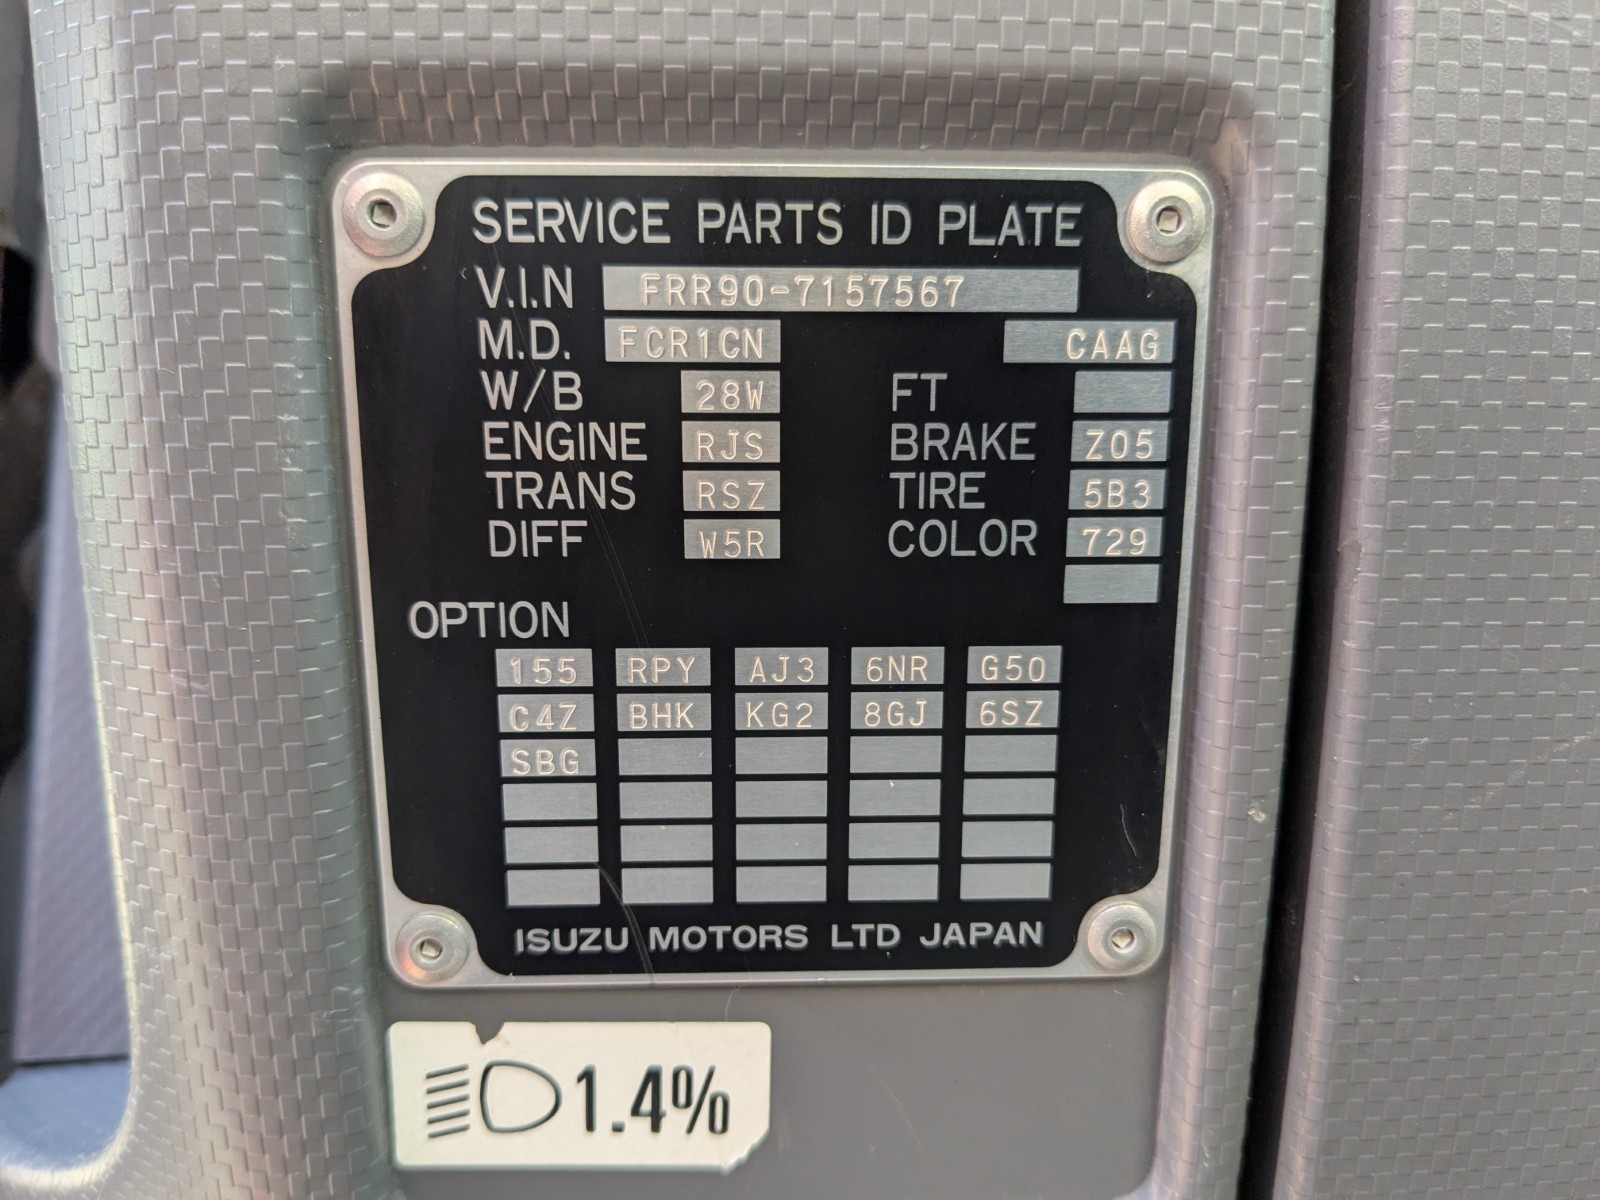 SERVICE PARTS ID PLATE
V.I.N FRR90-7157567
M.D. FCR1CN CAAG
W/B 28W FT
ENGINE RJS BRAKE Z05
TRANS RSZ TIRE 5B3
DIFF W5R COLOR 729
OPTION
155 RPY AJ3 6NR G50
C4Z BHK KG2 8GJ 6SZ
SBG
ISUZU MOTORS LTD JAPAN
1.4%